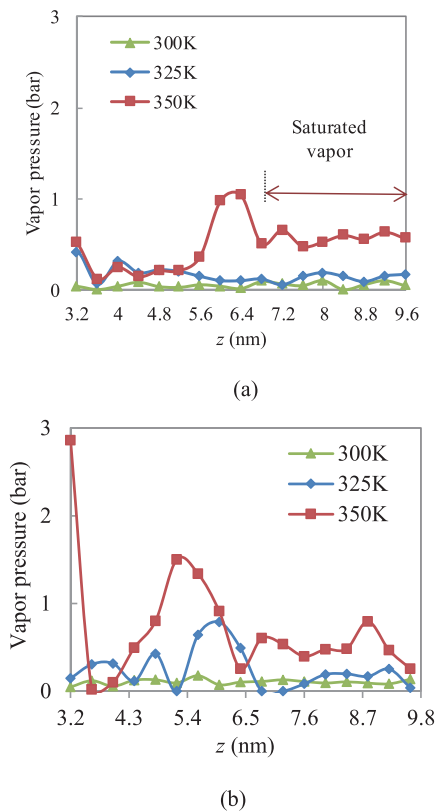 3
300K
325K
350K
2
Saturated
vapor
1
0
Vapor pressure (bar)
3.2 4 4.8 5.6 6.4 7.2 8 8.8 9.6
z (nm)
(a)
3
300K
325K
350K
2
1
0
Vapor pressure (bar)
3.2 4.3 5.4 6.5 7.6 8.7 9.8
z (nm)
(b)